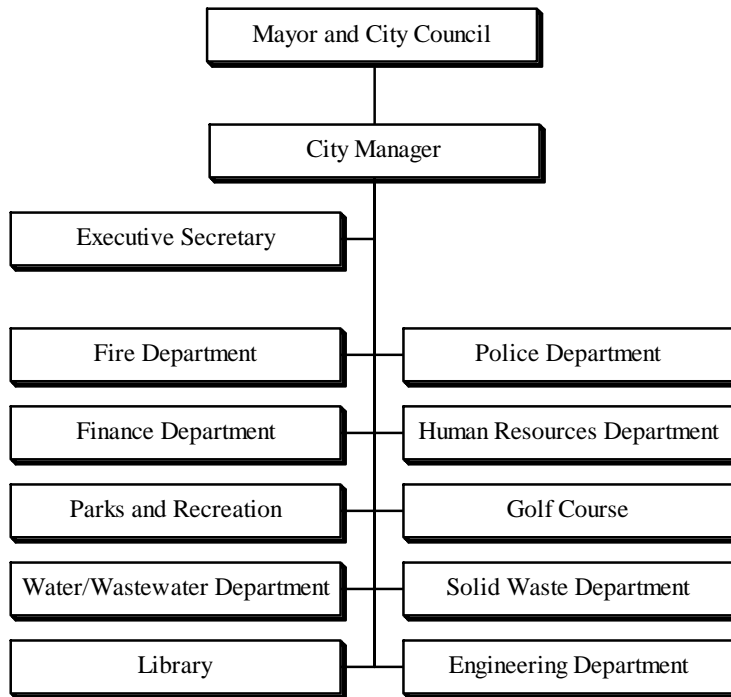 Mayor and City Council
City Manager
Executive Secretary
Fire Department
Police Department
Finance Department
Human Resources Department
Parks and Recreation
Golf Course
Water/Wastewater Department
Solid Waste Department
Library
Engineering Department